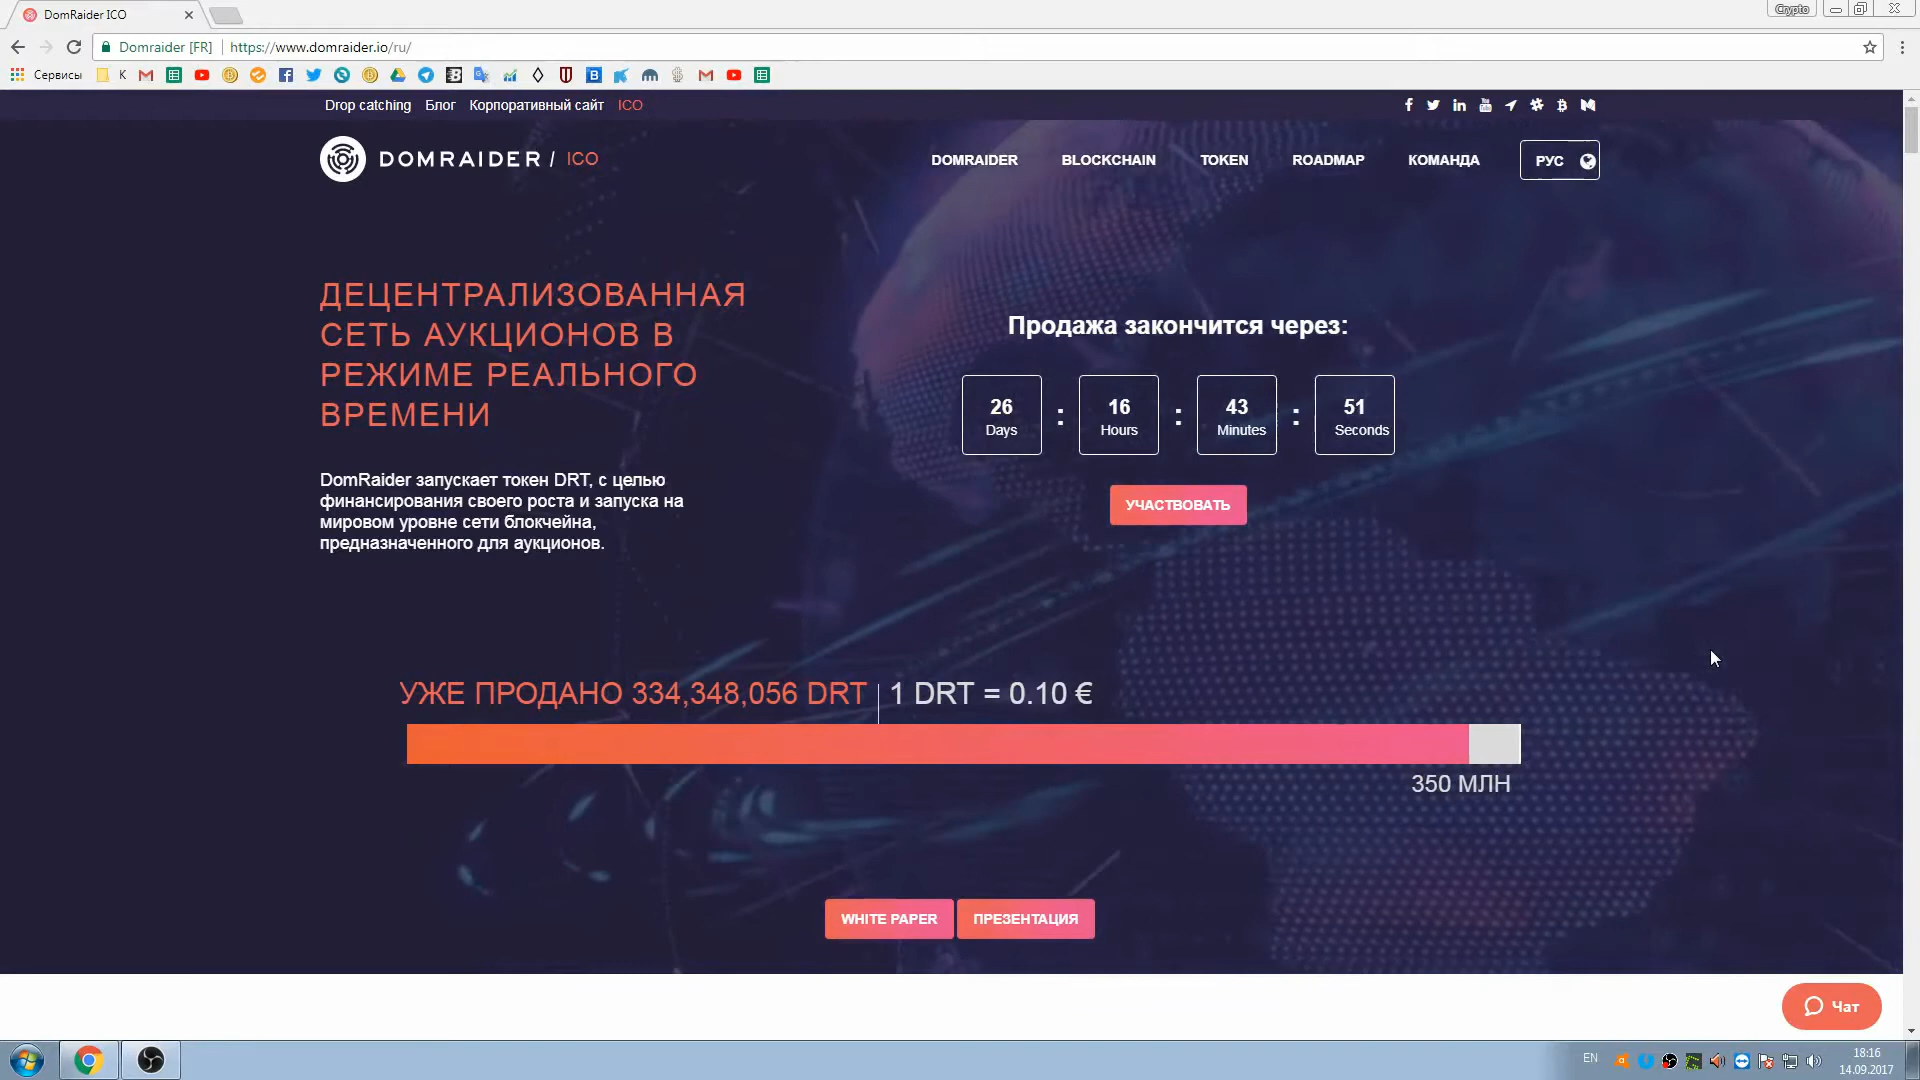 DomRaider ICO
Crypto
Domraider [FR] https://www.domraider.io/ru/
Сервисы K
Drop catching Блог Корпоративный сайт ICO
DOMRAIDER / ICO
DOMRAIDER BLOCKCHAIN TOKEN ROADMAP КОМАНДА РУС
ДЕЦЕНТРАЛИЗОВАННАЯ
СЕТЬ АУКЦИОНОВ В
РЕЖИМЕ РЕАЛЬНОГО
ВРЕМЕНИ
DomRaider запускает токен DRT, с целью
финансирования своего роста и запуска на
мировом уровне сети блокчейна,
предназначенного для аукционов.
Продажа закончится через:
26 : 16 : 43 : 51
Days Hours Minutes Seconds
УЧАСТВОВАТЬ
УЖЕ ПРОДАНО 334,348,056 DRT 1 DRT = 0.10 €
350 МЛН
WHITE PAPER ПРЕЗЕНТАЦИЯ
Чат
EN 18:16
14.09.2017